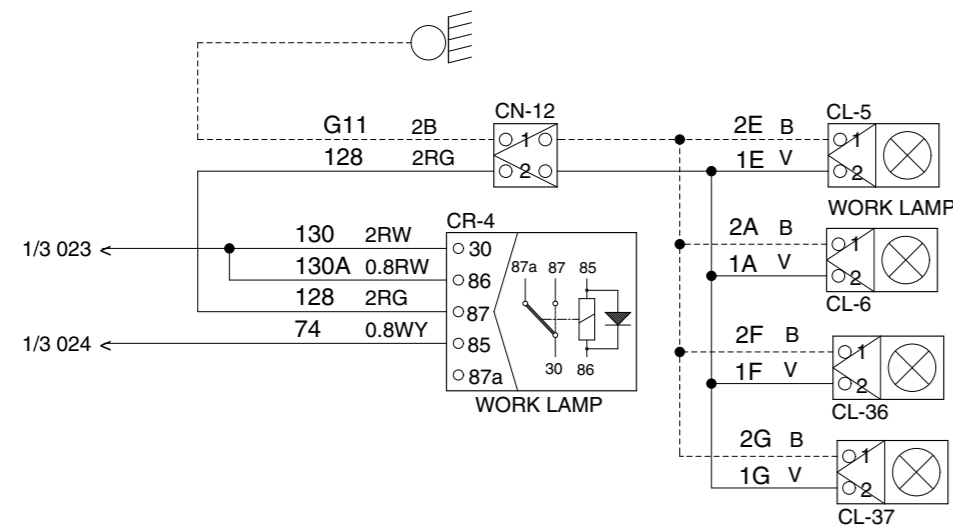 CN-12
CL-5
G11 2B
1
2E B
1
128 2RG
2
1E V
2
WORK LAMP
CR-4
2A B
1
1/3 023
130 2RW
30
1A V
2
130A 0.8RW
86
87a 87 85
CL-6
128 2RG
87
2F B
1
1/3 024
74 0.8WY
85
30 86
1F V
2
87a
CL-36
WORK LAMP
2G B
1
1G V
2
CL-37